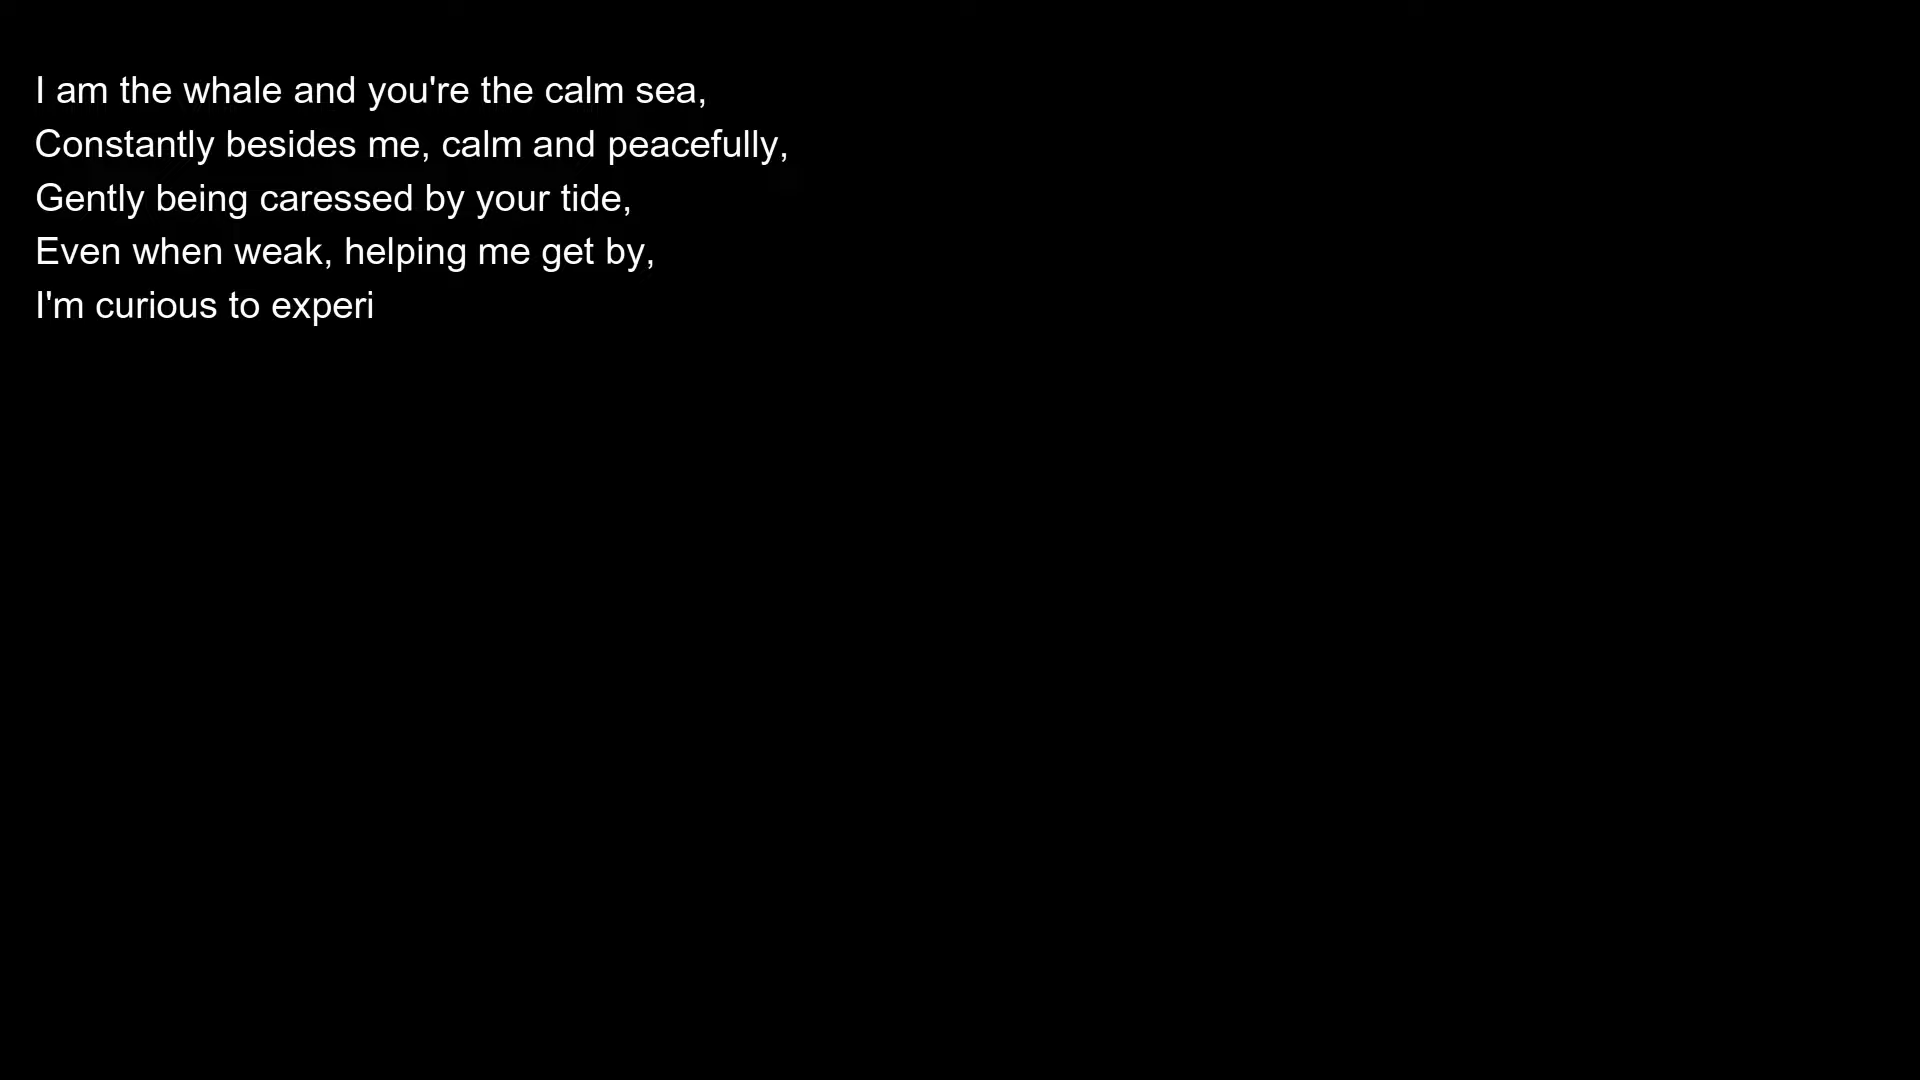 I am the whale and you're the calm sea,
Constantly besides me, calm and peacefully,
Gently being caressed by your tide,
Even when weak, helping me get by,
I'm curious to experi